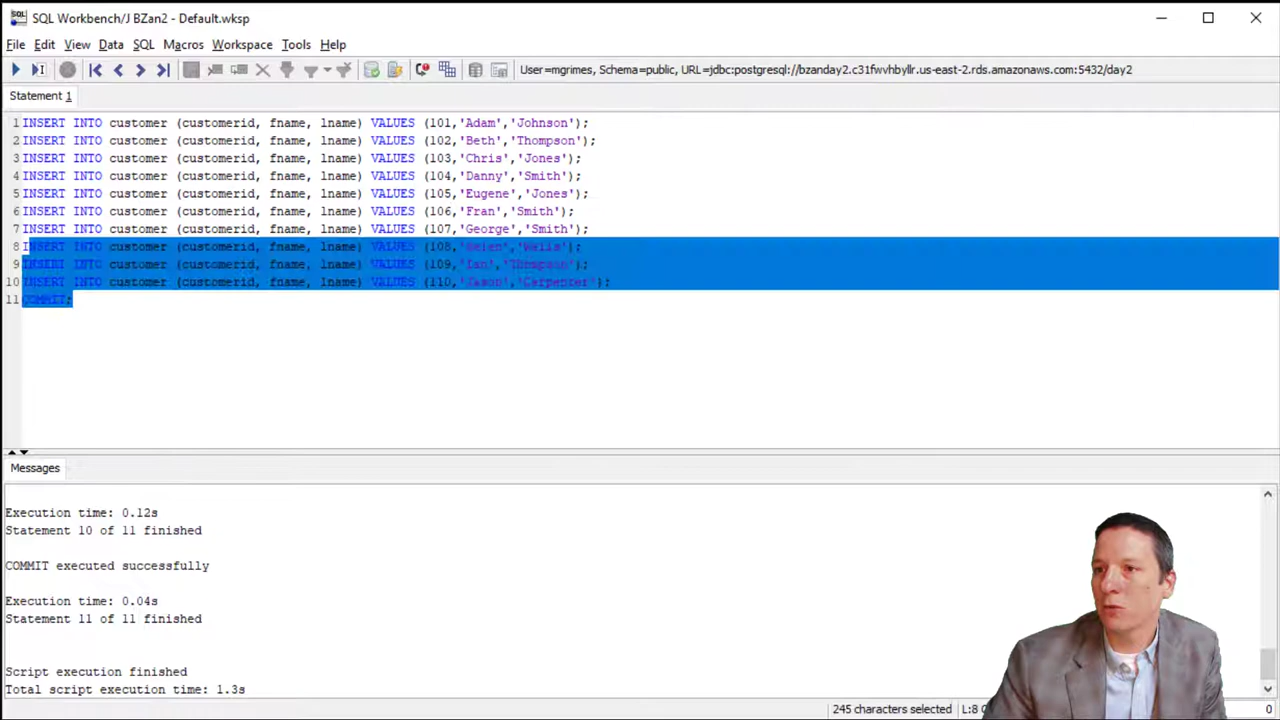 SQL Workbench/J BZan2 - Default.wksp
File Edit View Data SQL Macros Workspace Tools Help
User=mgrimes, Schema=public, URL=jdbc:postgresql://bzanday2.c31fwvhbyllr.us-east-2.rds.amazonaws.com:5432/day2
Statement 1
1 INSERT INTO customer (customerid, fname, lname) VALUES (101,'Adam','Johnson');
2 INSERT INTO customer (customerid, fname, lname) VALUES (102,'Beth','Thompson');
3 INSERT INTO customer (customerid, fname, lname) VALUES (103,'Chris','Jones');
4 INSERT INTO customer (customerid, fname, lname) VALUES (104,'Danny','Smith');
5 INSERT INTO customer (customerid, fname, lname) VALUES (105,'Eugene','Jones');
6 INSERT INTO customer (customerid, fname, lname) VALUES (106,'Fran','Smith');
7 INSERT INTO customer (customerid, fname, lname) VALUES (107,'George','Smith');
8 INSERT INTO customer (customerid, fname, lname) VALUES (108,'Helen','Wells');
9 INSERT INTO customer (customerid, fname, lname) VALUES (109,'Ian','Thompson');
10 INSERT INTO customer (customerid, fname, lname) VALUES (110,'Jason','Carpenter');
11 COMMIT;
Messages
Execution time: 0.12s
Statement 10 of 11 finished
COMMIT executed successfully
Execution time: 0.04s
Statement 11 of 11 finished
Script execution finished
Total script execution time: 1.3s
245 characters selected L:8 0